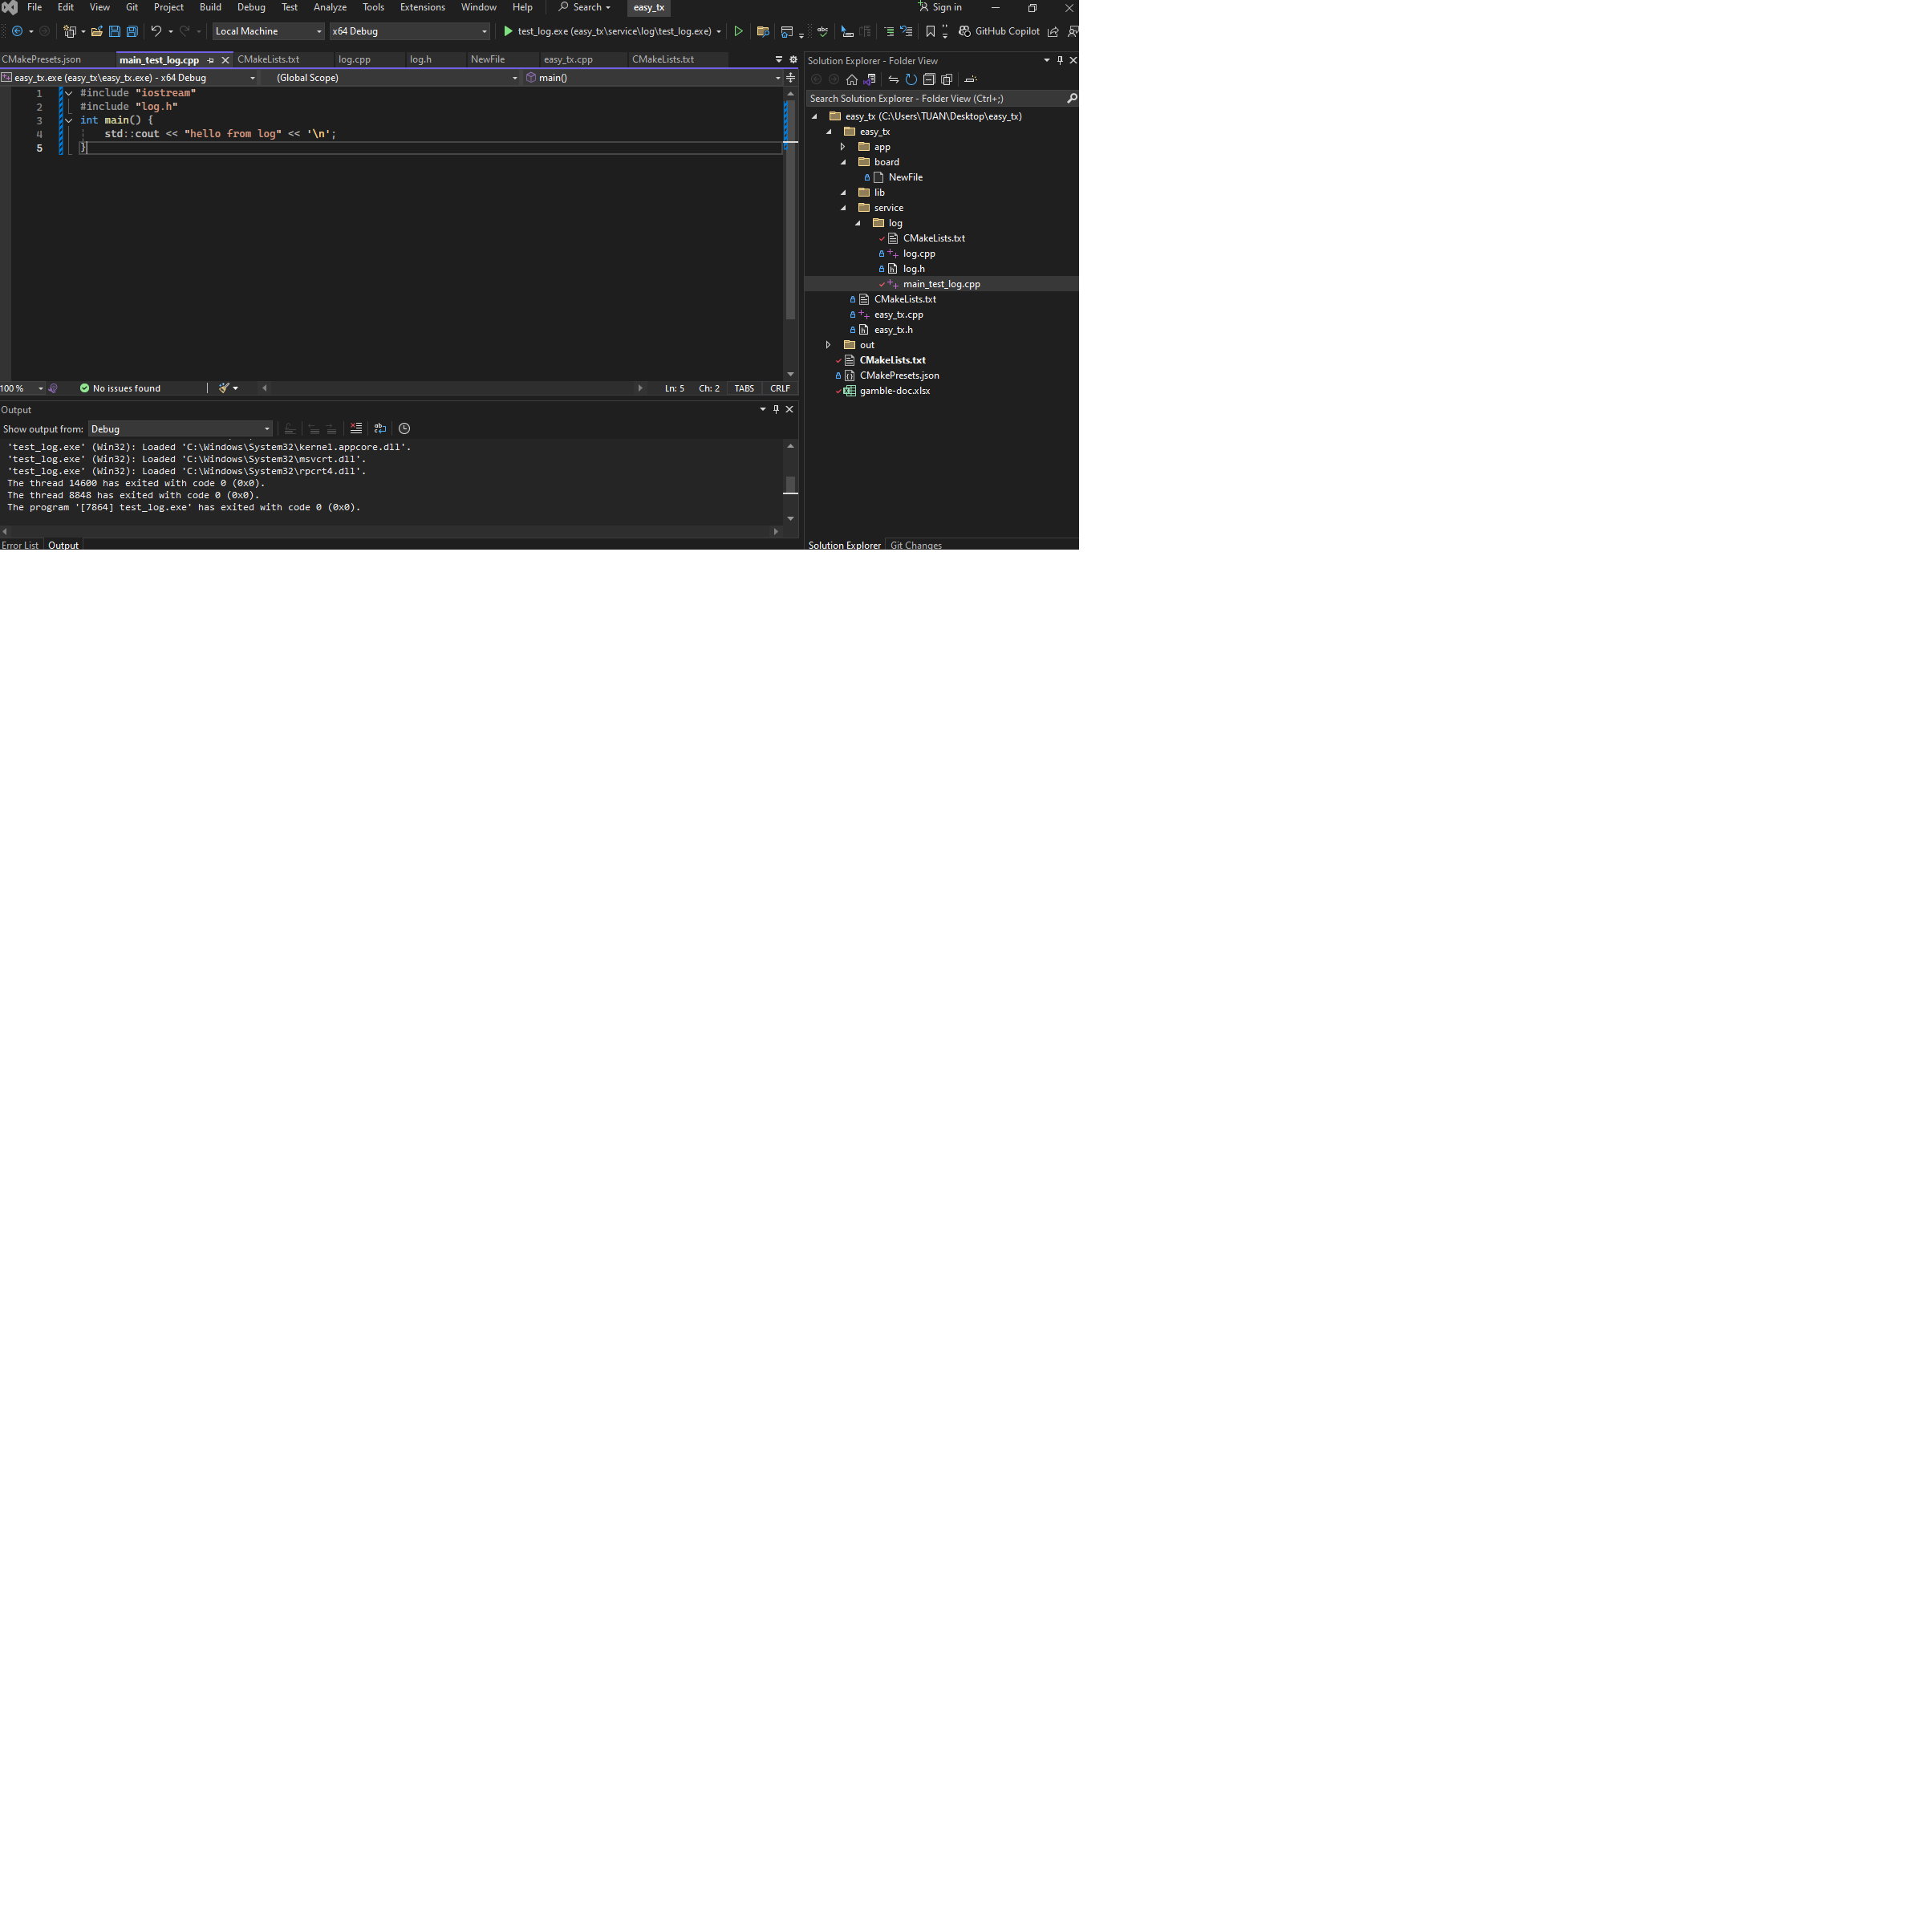 File Edit View Git Project Build Debug Test Analyze Tools Extensions Window Help Search easy_tx Sign in
Local Machine x64 Debug test_log.exe (easy_tx\service\log\test_log.exe) GitHub Copilot
CMakePresets.json main_test_log.cpp CMakeLists.txt log.cpp log.h NewFile easy_tx.cpp CMakeLists.txt
easy_tx.exe (easy_tx\easy_tx.exe) - x64 Debug (Global Scope) main()
1 #include "iostream"
2 #include "log.h"
3 int main() {
4 std::cout << "hello from log" << '\n';
5 }
100 % No issues found Ln: 5 Ch: 2 TABS CRLF
Output
Show output from: Debug
'test_log.exe' (Win32): Loaded 'C:\Windows\System32\kernel.appcore.dll'.
'test_log.exe' (Win32): Loaded 'C:\Windows\System32\msvcrt.dll'.
'test_log.exe' (Win32): Loaded 'C:\Windows\System32\rpcrt4.dll'.
The thread 14600 has exited with code 0 (0x0).
The thread 8848 has exited with code 0 (0x0).
The program '[7864] test_log.exe' has exited with code 0 (0x0).
Error List Output
Solution Explorer - Folder View
Search Solution Explorer - Folder View (Ctrl+;)
easy_tx (C:\Users\TUAN\Desktop\easy_tx)
easy_tx
app
board
NewFile
lib
service
log
CMakeLists.txt
log.cpp
log.h
main_test_log.cpp
CMakeLists.txt
easy_tx.cpp
easy_tx.h
out
CMakeLists.txt
CMakePresets.json
gamble-doc.xlsx
Solution Explorer Git Changes